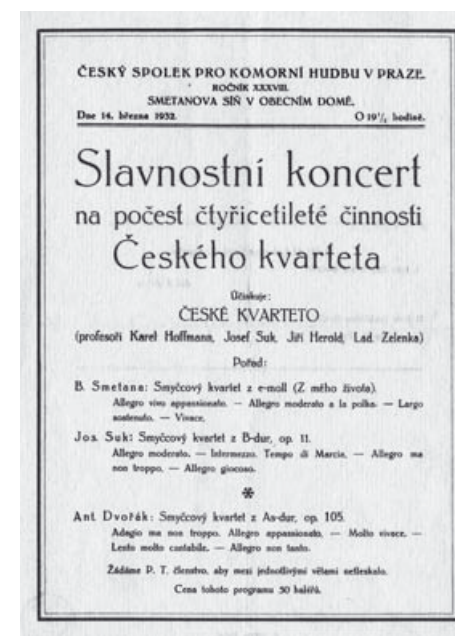 ČESKÝ SPOLEK PRO KOMORNÍ HUDBU V PRAZE.
ROČNÍK XXXVIII.
SMETANOVA SÍŇ V OBECNÍM DOMĚ.
Dne 14. března 1932. O 19½ hodině.
Slavnostní koncert
na počest čtyřicetileté činnosti
Českého kvarteta
Účinkuje:
ČESKÉ KVARTETO
(profesoři Karel Hoffmann, Josef Suk, Jiří Herold, Lad. Zelenka)
Pořad:
B. Smetana: Smyčcový kvartet z e-moll (Z mého života).
Allegro vivo appassionato. — Allegro moderato a la polka. — Largo
sostenuto. — Vivace.
Jos. Suk: Smyčcový kvartet z B-dur, op. 11.
Allegro moderato. — Intermezzo. Tempo di Marcia. — Allegro ma
non troppo. — Allegro giocoso.
Ant. Dvořák: Smyčcový kvartet z As-dur, op. 105.
Adagio ma non troppo. Allegro appassionato. — Molto vivace. —
Lento molto cantabile. — Allegro non tanto.
Žádáme P. T. členstvo, aby mezi jednotlivými větami netleskalo.
Cena tohoto programu 50 haléřů.